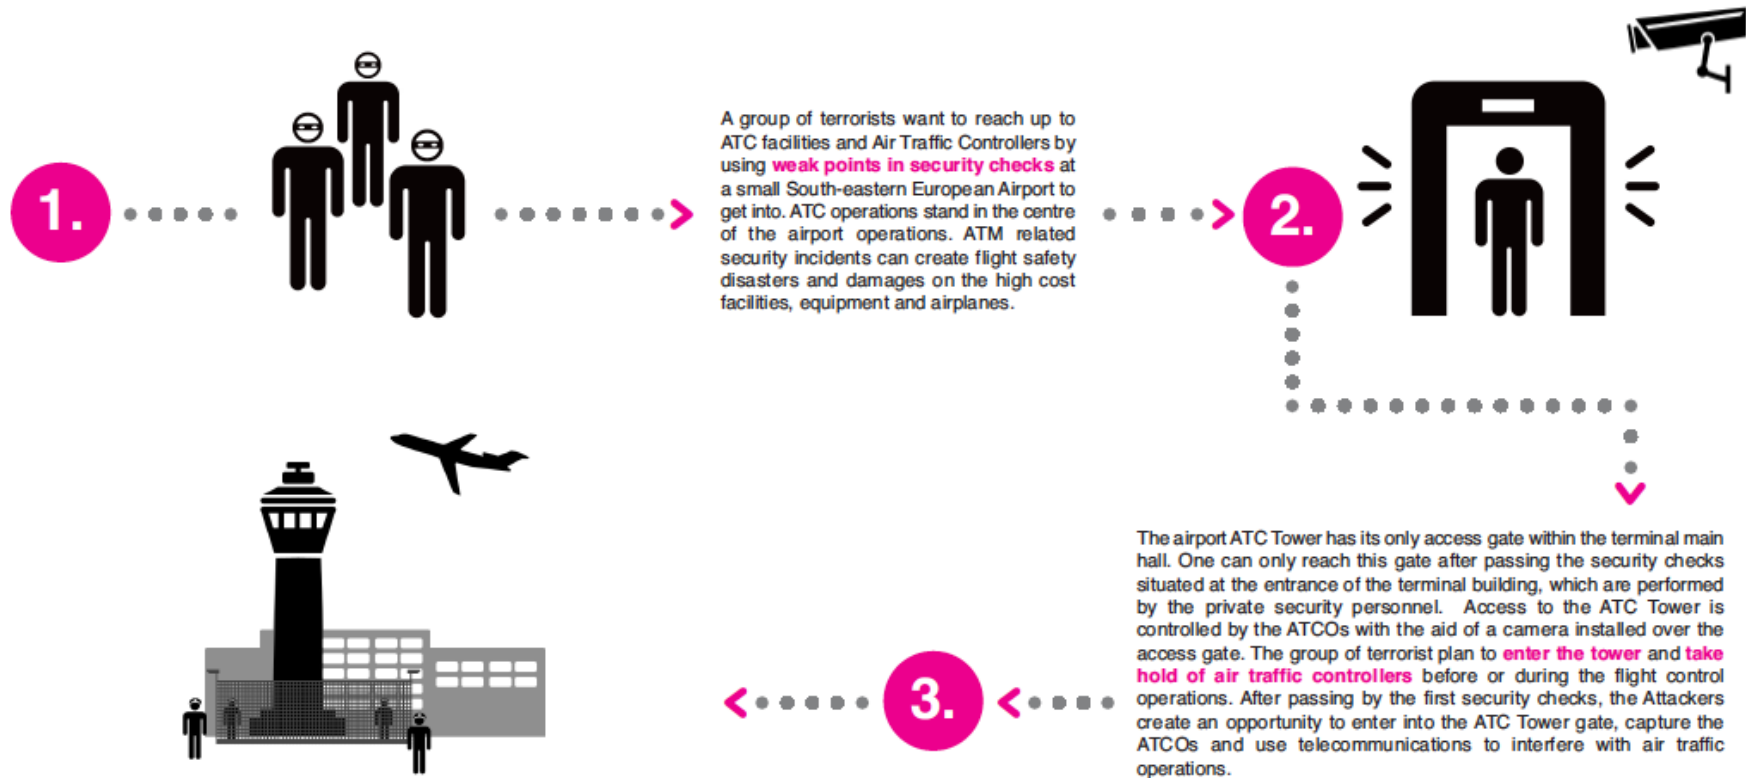 1.
A group of terrorists want to reach up to
ATC facilities and Air Traffic Controllers by
using weak points in security checks at
a small South-eastern European Airport to
get into. ATC operations stand in the centre
of the airport operations. ATM related
security incidents can create flight safety
disasters and damages on the high cost
facilities, equipment and airplanes.
2.
The airport ATC Tower has its only access gate within the terminal main
hall. One can only reach this gate after passing the security checks
situated at the entrance of the terminal building, which are performed
by the private security personnel. Access to the ATC Tower is
controlled by the ATCOs with the aid of a camera installed over the
access gate. The group of terrorist plan to enter the tower and take
hold of air traffic controllers before or during the flight control
operations. After passing by the first security checks, the Attackers
create an opportunity to enter into the ATC Tower gate, capture the
ATCOs and use telecommunications to interfere with air traffic
operations.
3.